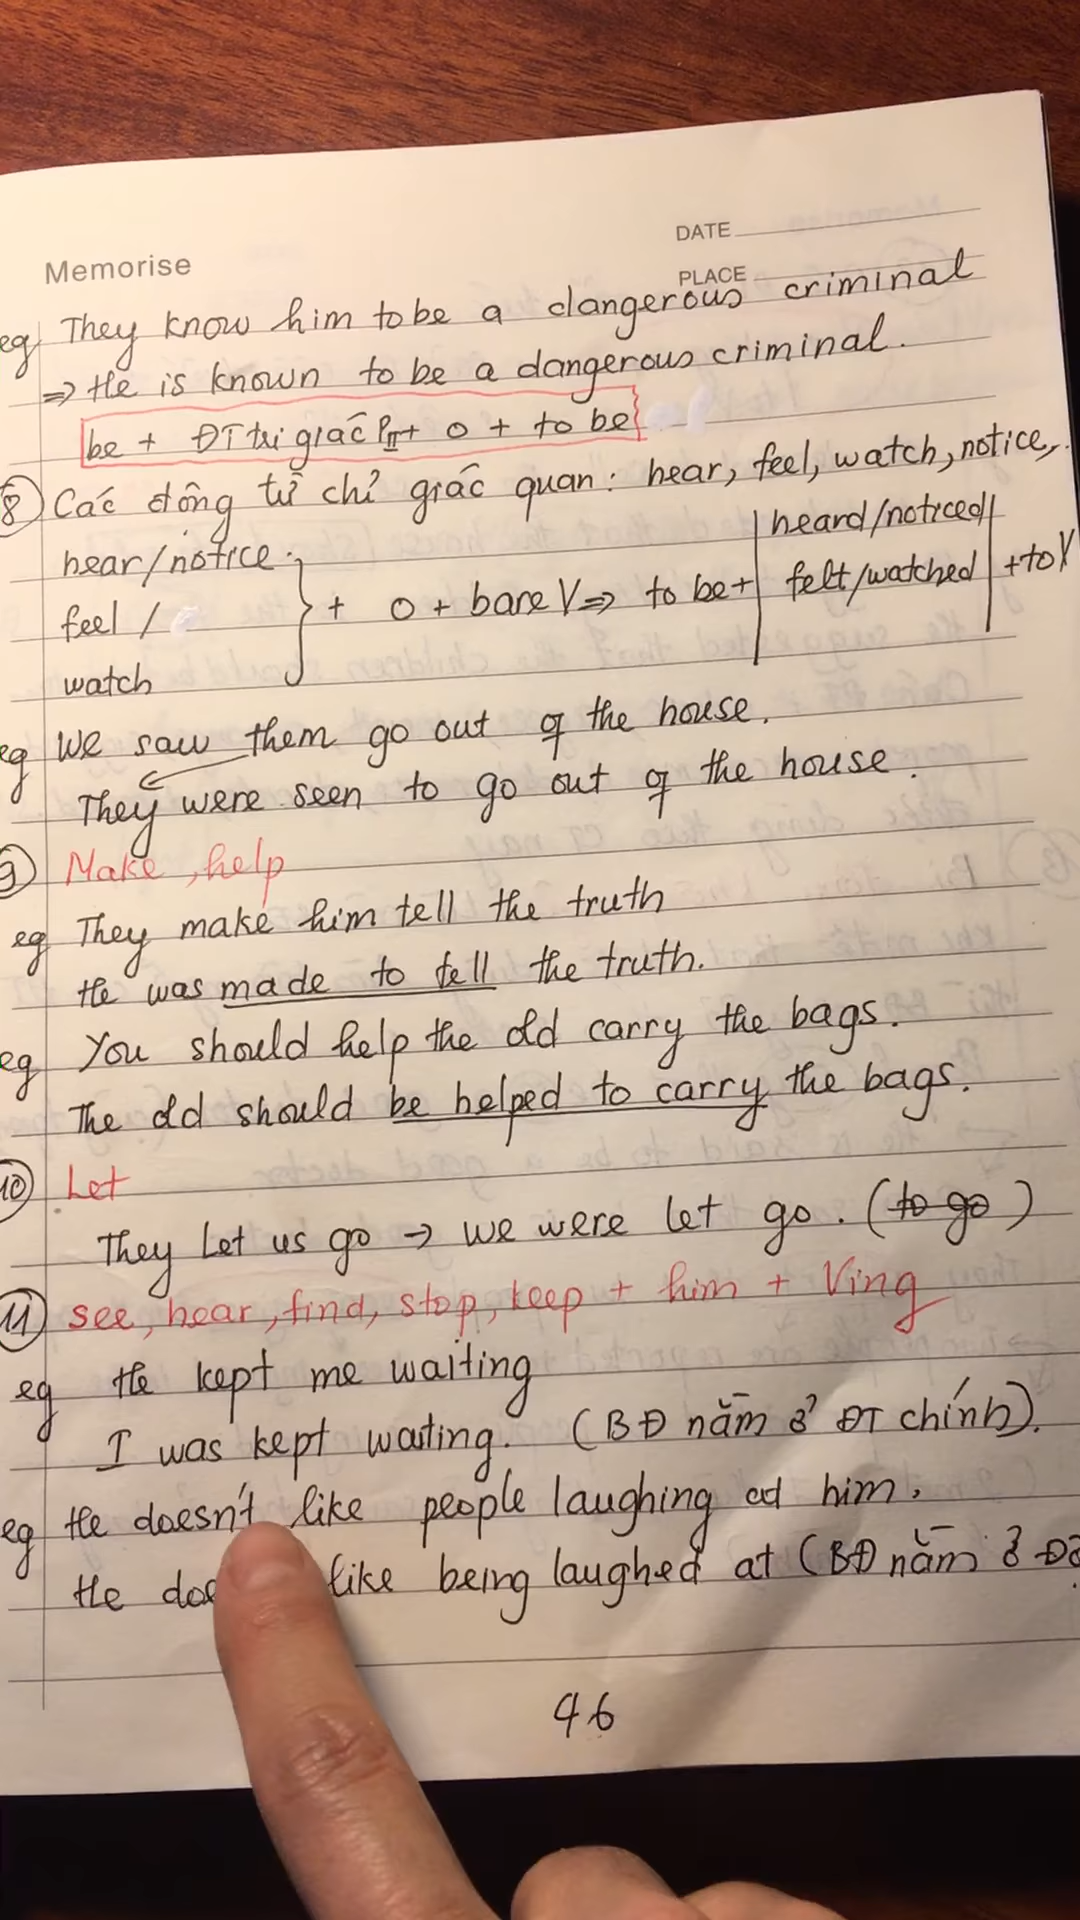 DATE
Memorise
PLACE
eg They know him to be a dangerous criminal
⇒ He is known to be a dangerous criminal.
be + ĐT tri giác PII + O + to be
8 Các động từ chỉ giác quan: hear, feel, watch, notice,
hear/notice
feel /
watch
} + O + bare V ⇒ to be +
heard/noticed
felt/watched
+ to V
eg We saw them go out of the house.
They were seen to go out of the house.
9 Make, help
eg They make him tell the truth
He was made to tell the truth.
eg You should help the old carry the bags.
The old should be helped to carry the bags.
10 Let
They Let us go → we were let go. (to go)
11 see, hear, find, stop, keep + him + Ving
eg He kept me waiting
I was kept waiting. (BĐ nằm ở ĐT chính).
eg He doesn't like people laughing at him.
He does like being laughed at (BĐ nằm ở
46